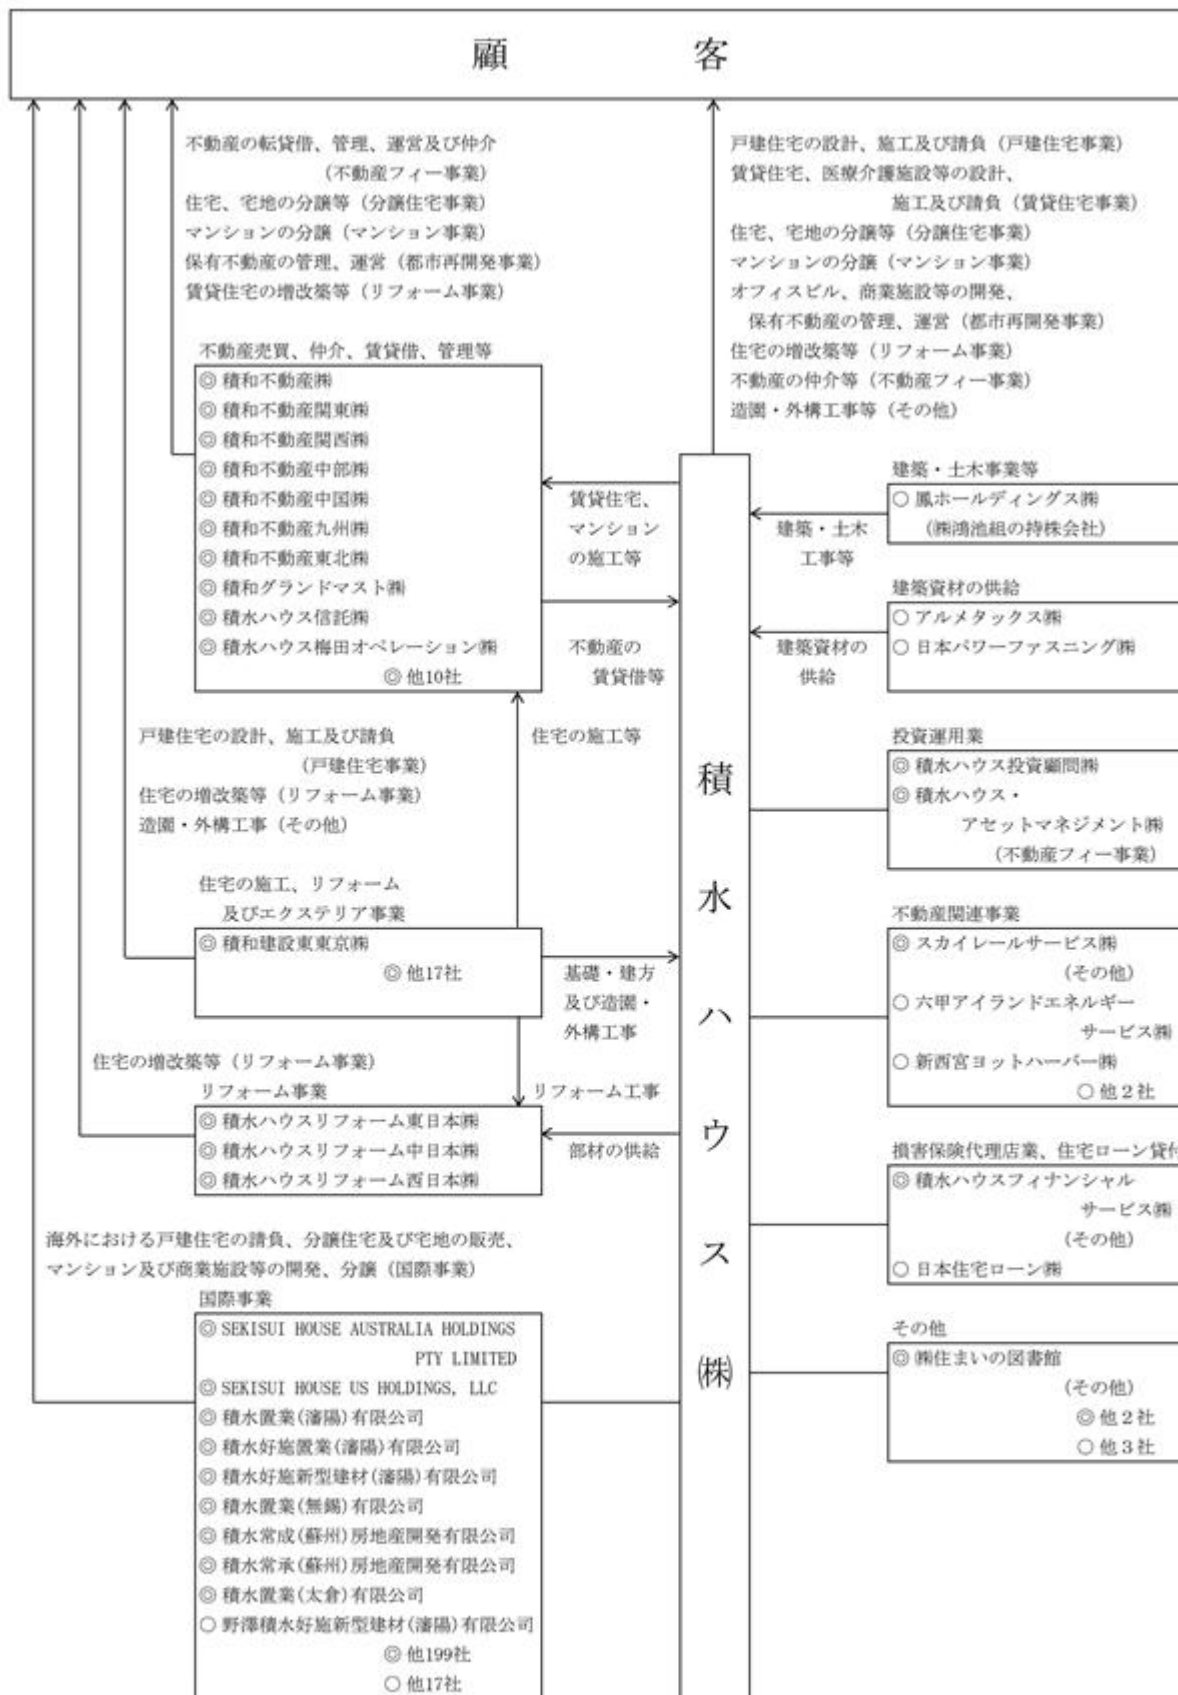 顧客
不動産の転貸借、管理、運営及び仲介
(不動産フィー事業)
住宅、宅地の分譲等（分譲住宅事業）
マンションの分譲（マンション事業）
保有不動産の管理、運営（都市再開発事業）
賃貸住宅の増改築等（リフォーム事業）
不動産売買、仲介、賃貸借、管理等
◎ 積和不動産㈱
◎ 積和不動産関東㈱
◎ 積和不動産関西㈱
◎ 積和不動産中部㈱
◎ 積和不動産中国㈱
◎ 積和不動産九州㈱
◎ 積和不動産東北㈱
◎ 積和グランドマスト㈱
◎ 積水ハウス信託㈱
◎ 積水ハウス梅田オペレーション㈱
◎ 他10社
賃貸住宅、
マンション
の施工等
不動産の
賃貸借等
戸建住宅の設計、施工及び請負
(戸建住宅事業)
住宅の増改築等（リフォーム事業）
造園・外構工事（その他）
住宅の施工等
住宅の施工、リフォーム
及びエクステリア事業
◎ 積和建設東東京㈱
◎ 他17社
基礎・建方
及び造園・
外構工事
住宅の増改築等（リフォーム事業）
リフォーム事業
リフォーム工事
◎ 積水ハウスリフォーム東日本㈱
◎ 積水ハウスリフォーム中日本㈱
◎ 積水ハウスリフォーム西日本㈱
部材の供給
海外における戸建住宅の請負、分譲住宅及び宅地の販売、
マンション及び商業施設等の開発、分譲（国際事業）
国際事業
◎ SEKISUI HOUSE AUSTRALIA HOLDINGS
PTY LIMITED
◎ SEKISUI HOUSE US HOLDINGS, LLC
◎ 積水置業(瀋陽)有限公司
◎ 積水好施置業(瀋陽)有限公司
◎ 積水好施新型建材(瀋陽)有限公司
◎ 積水置業(無錫)有限公司
◎ 積水常成(蘇州)房地産開発有限公司
◎ 積水常承(蘇州)房地産開発有限公司
◎ 積水置業(太倉)有限公司
○ 野澤積水好施新型建材(瀋陽)有限公司
◎ 他199社
○ 他17社
積水ハウス㈱
戸建住宅の設計、施工及び請負（戸建住宅事業）
賃貸住宅、医療介護施設等の設計、
施工及び請負（賃貸住宅事業）
住宅、宅地の分譲等（分譲住宅事業）
マンションの分譲（マンション事業）
オフィスビル、商業施設等の開発、
保有不動産の管理、運営（都市再開発事業）
住宅の増改築等（リフォーム事業）
不動産の仲介等（不動産フィー事業）
造園・外構工事等（その他）
建築・土木事業等
○ 鳳ホールディングス㈱
(㈱鴻池組の持株会社)
建築・土木
工事等
建築資材の供給
○ アルメタックス㈱
○ 日本パワーファスニング㈱
建築資材の
供給
投資運用業
◎ 積水ハウス投資顧問㈱
◎ 積水ハウス・
アセットマネジメント㈱
(不動産フィー事業)
不動産関連事業
◎ スカイレールサービス㈱
(その他)
○ 六甲アイランドエネルギー
サービス㈱
○ 新西宮ヨットハーバー㈱
○ 他２社
損害保険代理店業、住宅ローン貸付
◎ 積水ハウスフィナンシャル
サービス㈱
(その他)
○ 日本住宅ローン㈱
その他
◎ ㈱住まいの図書館
(その他)
◎ 他２社
○ 他３社